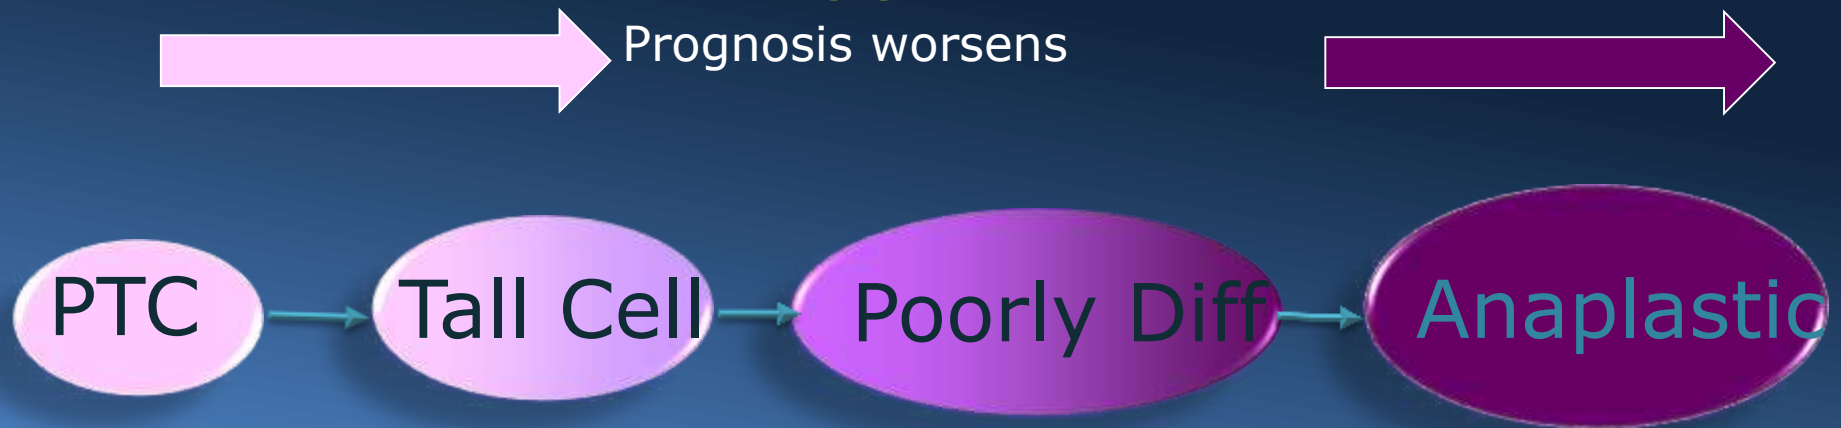 Prognosis worsens
PTC
Tall Cell
Poorly Diff
Anaplastic